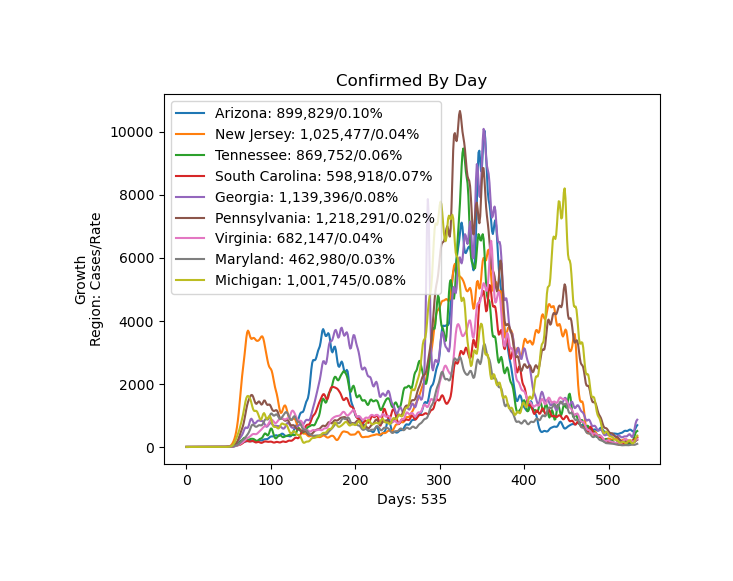 Confirmed By Day
Arizona: 899,829/0.10%
New Jersey: 1,025,477/0.04%
Tennessee: 869,752/0.06%
South Carolina: 598,918/0.07%
Georgia: 1,139,396/0.08%
Pennsylvania: 1,218,291/0.02%
Virginia: 682,147/0.04%
Maryland: 462,980/0.03%
Michigan: 1,001,745/0.08%
Growth
Region: Cases/Rate
10000
8000
6000
4000
2000
0
0 100 200 300 400 500
Days: 535